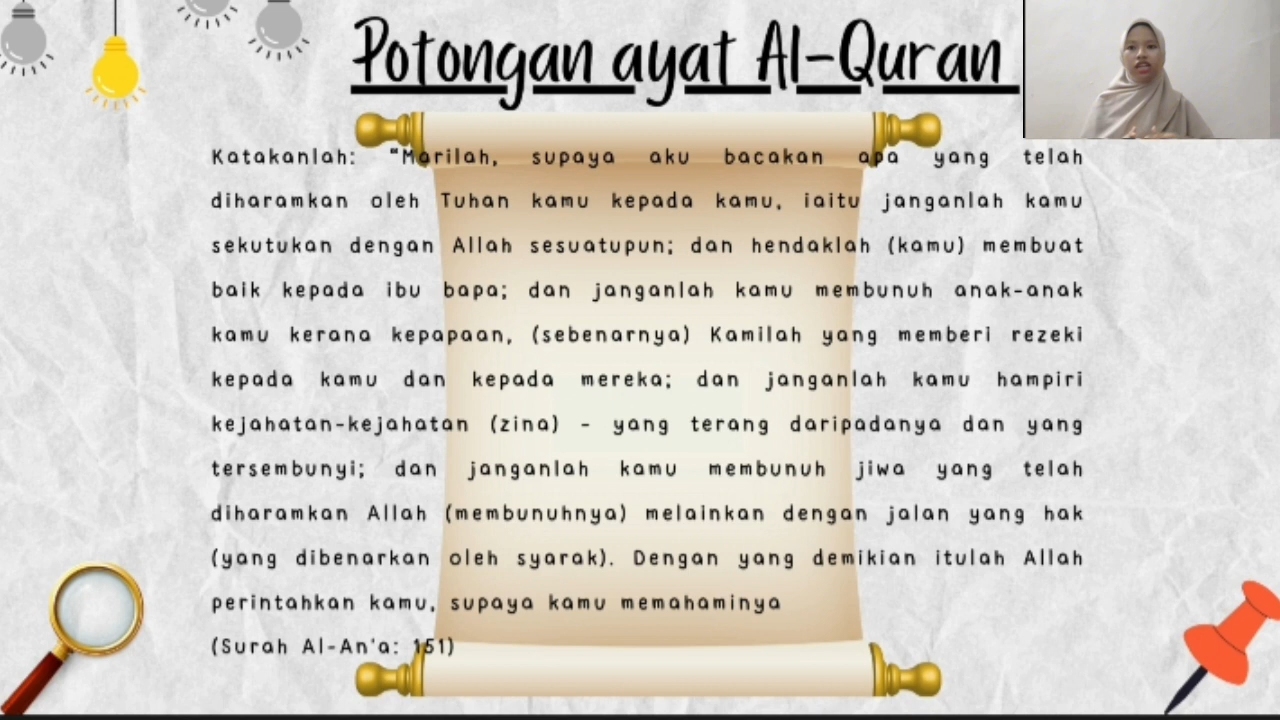 Potongan ayat Al-Quran
Katakanlah: "Marilah, supaya aku bacakan apa yang telah
diharamkan oleh Tuhan kamu kepada kamu, iaitu janganlah kamu
sekutukan dengan Allah sesuatupun; dan hendaklah (kamu) membuat
baik kepada ibu bapa; dan janganlah kamu membunuh anak-anak
kamu kerana kepapaan, (sebenarnya) Kamilah yang memberi rezeki
kepada kamu dan kepada mereka; dan janganlah kamu hampiri
kejahatan-kejahatan (zina) - yang terang daripadanya dan yang
tersembunyi; dan janganlah kamu membunuh jiwa yang telah
diharamkan Allah (membunuhnya) melainkan dengan jalan yang hak
(yang dibenarkan oleh syarak). Dengan yang demikian itulah Allah
perintahkan kamu, supaya kamu memahaminya
(Surah Al-An'a: 151)